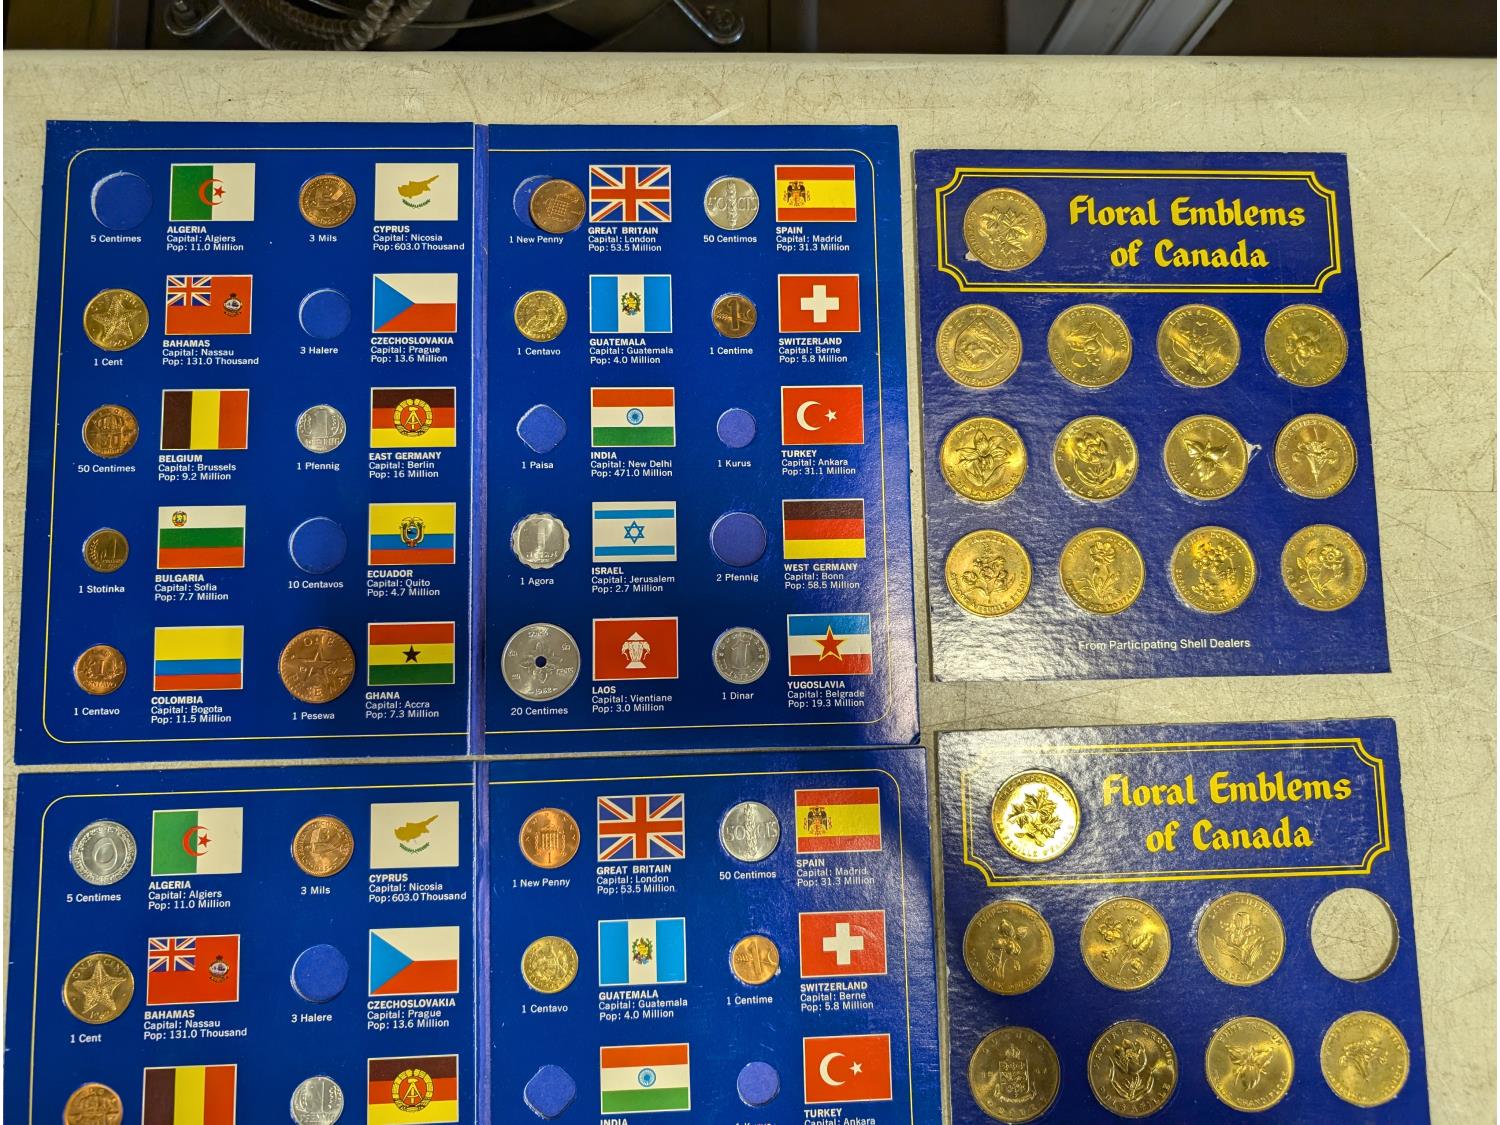 5 Centimes
ALGERIA
Capital: Algiers
Pop: 11.0 Million
3 Mils
CYPRUS
Capital: Nicosia
Pop: 603.0 Thousand
1 Cent
BAHAMAS
Capital: Nassau
Pop: 131.0 Thousand
3 Halere
CZECHOSLOVAKIA
Capital: Prague
Pop: 13.6 Million
50 Centimes
BELGIUM
Capital: Brussels
Pop: 9.2 Million
1 Pfennig
EAST GERMANY
Capital: Berlin
Pop: 16 Million
1 Stotinka
BULGARIA
Capital: Sofia
Pop: 7.7 Million
10 Centavos
ECUADOR
Capital: Quito
Pop: 4.7 Million
1 Centavo
COLOMBIA
Capital: Bogota
Pop: 11.5 Million
1 Pesewa
GHANA
Capital: Accra
Pop: 7.3 Million
1 New Penny
GREAT BRITAIN
Capital: London
Pop: 53.5 Million
50 CTS
50 Centimos
SPAIN
Capital: Madrid
Pop: 31.3 Million
1 Centavo
GUATEMALA
Capital: Guatemala
Pop: 4.0 Million
1 Centime
SWITZERLAND
Capital: Berne
Pop: 5.8 Million
1 Paisa
INDIA
Capital: New Delhi
Pop: 471.0 Million
1 Kurus
TURKEY
Capital: Ankara
Pop: 31.1 Million
1 Agora
ISRAEL
Capital: Jerusalem
Pop: 2.7 Million
2 Pfennig
WEST GERMANY
Capital: Bonn
Pop: 58.5 Million
20 Centimes
LAOS
Capital: Vientiane
Pop: 3.0 Million
1 Dinar
YUGOSLAVIA
Capital: Belgrade
Pop: 19.3 Million
Floral Emblems
of Canada
From Participating Shell Dealers
5 Centimes
ALGERIA
Capital: Algiers
Pop: 11.0 Million
3 Mils
CYPRUS
Capital: Nicosia
Pop: 603.0 Thousand
1 Cent
BAHAMAS
Capital: Nassau
Pop: 131.0 Thousand
3 Halere
CZECHOSLOVAKIA
Capital: Prague
Pop: 13.6 Million
1 New Penny
GREAT BRITAIN
Capital: London
Pop: 53.5 Million
50 CTS
50 Centimos
SPAIN
Capital: Madrid
Pop: 31.3 Million
1 Centavo
GUATEMALA
Capital: Guatemala
Pop: 4.0 Million
1 Centime
SWITZERLAND
Capital: Berne
Pop: 5.8 Million
INDIA
1 Kurus
TURKEY
Capital: Ankara
Floral Emblems
of Canada